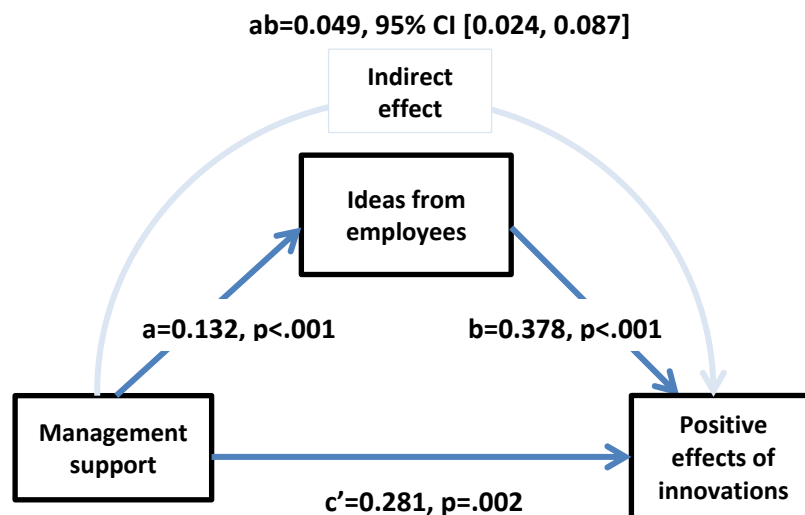 ab=0.049, 95% CI [0.024, 0.087]
Indirect
effect
Ideas from
employees
a=0.132, p<.001
b=0.378, p<.001
Management
support
Positive
effects of
innovations
c’=0.281, p=.002